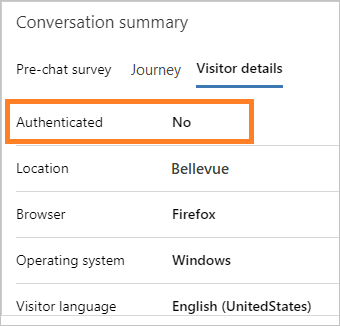 Conversation summary
Pre-chat survey Journey Visitor details
Authenticated No
Location Bellevue
Browser Firefox
Operating system Windows
Visitor language English (UnitedStates)